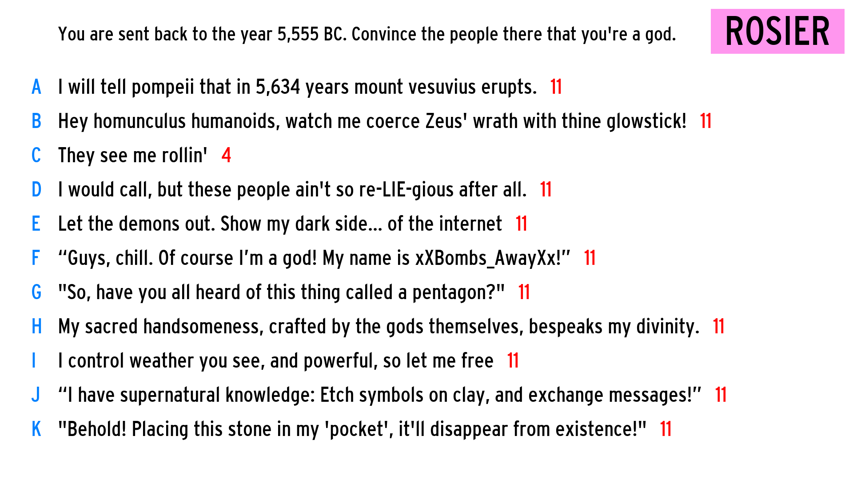 You are sent back to the year 5,555 BC. Convince the people there that you're a god.
ROSIER
A I will tell pompeii that in 5,634 years mount vesuvius erupts. 11
B Hey homunculus humanoids, watch me coerce Zeus' wrath with thine glowstick! 11
C They see me rollin' 4
D I would call, but these people ain't so re-LIE-gious after all. 11
E Let the demons out. Show my dark side... of the internet 11
F “Guys, chill. Of course I’m a god! My name is xXBombs_AwayXx!” 11
G "So, have you all heard of this thing called a pentagon?" 11
H My sacred handsomeness, crafted by the gods themselves, bespeaks my divinity. 11
I I control weather you see, and powerful, so let me free 11
J “I have supernatural knowledge: Etch symbols on clay, and exchange messages!” 11
K "Behold! Placing this stone in my 'pocket', it'll disappear from existence!" 11